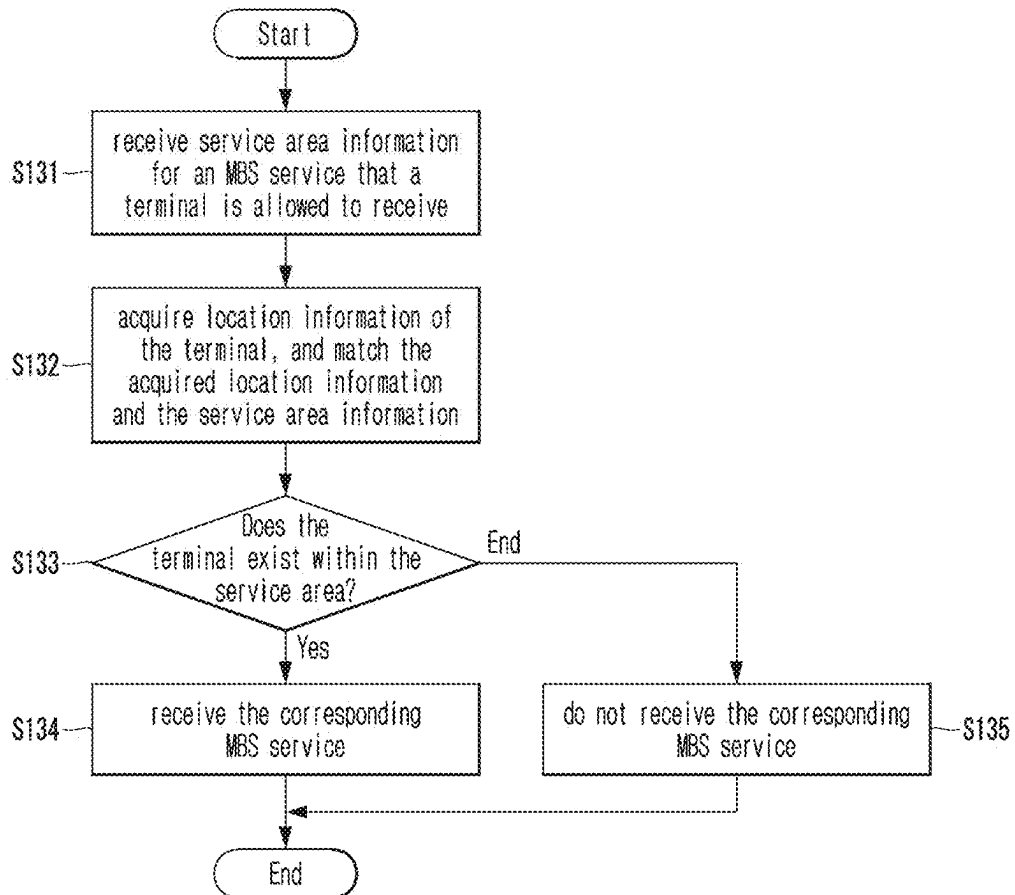 Start
receive service area information
for an MBS service that a
terminal is allowed to receive
S131
acquire location information of
the terminal, and match the
acquired location information
and the service area information
S132
Does the
terminal exist within the
service area?
S133
End
Yes
receive the corresponding
MBS service
S134
do not receive the corresponding
MBS service
S135
End